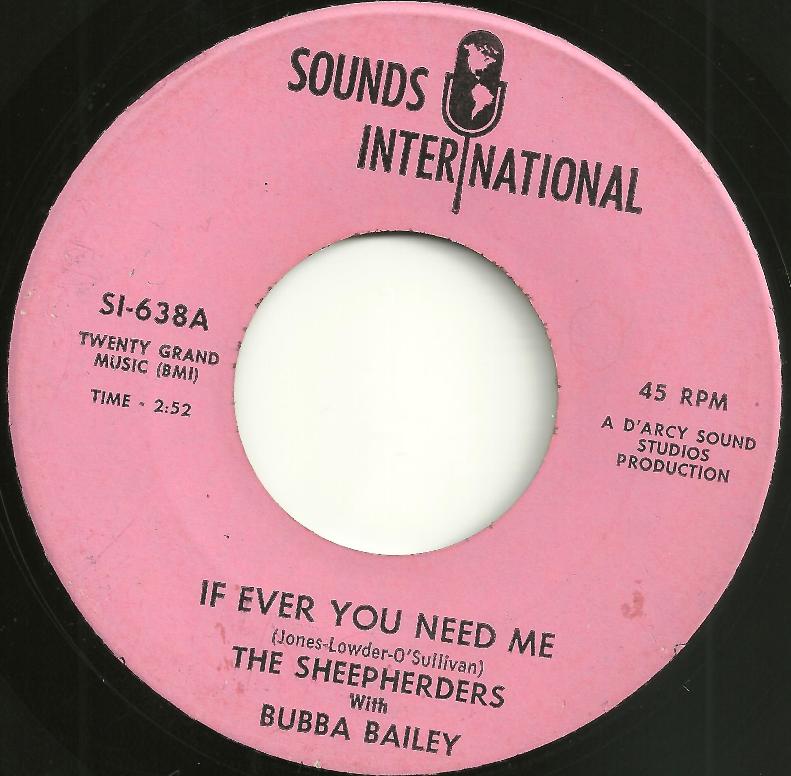 SOUNDS
INTERNATIONAL
SI-638A
TWENTY GRAND
MUSIC (BMI)
TIME - 2:52
45 RPM
A D'ARCY SOUND
STUDIOS
PRODUCTION
IF EVER YOU NEED ME
(Jones-Lowder-O'Sullivan)
THE SHEEPHERDERS
With
BUBBA BAILEY